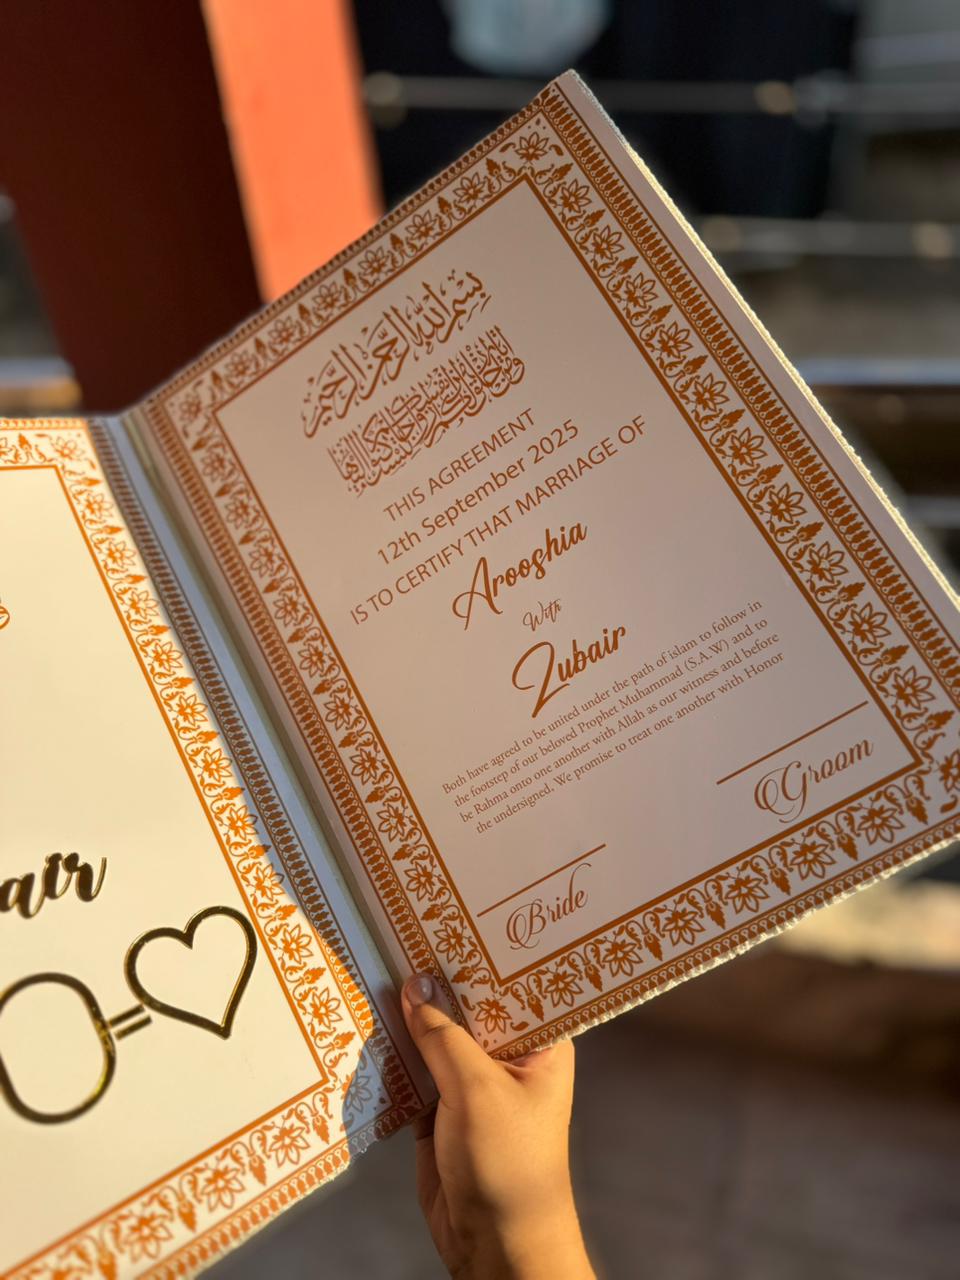 بسم الله الرحمن الرحيم
THIS AGREEMENT
12th September 2025
IS TO CERTIFY THAT MARRIAGE OF
Arooshia
With
Zubair
Both have agreed to be united under the path of islam to follow in
the footstep of our beloved Prophet Muhammad (S.A.W) and to
be Rahma onto one another with Allah as our witness and before
the undersigned. We promise to treat one another with Honor
Groom
Bride
air